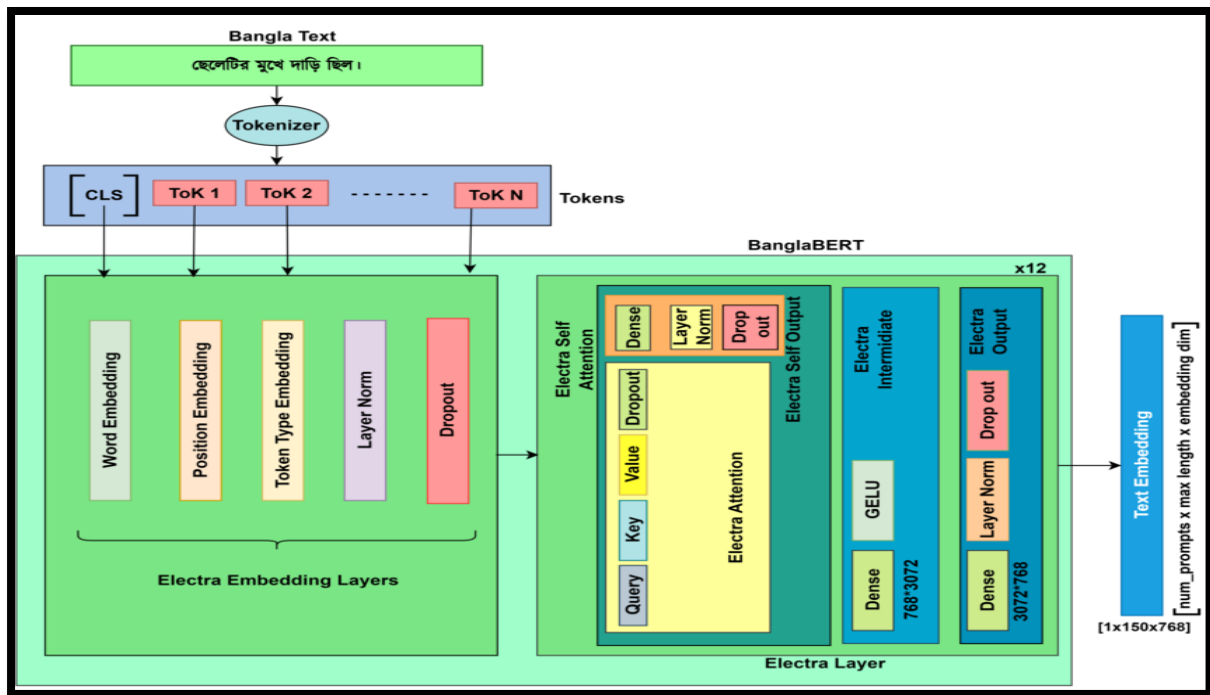 Bangla Text
ছেলেটির মুখে দাড়ি ছিল।
Tokenizer
[CLS] ToK 1 ToK 2 ------- ToK N
Tokens
BanglaBERT
x12
Word Embedding
Position Embedding
Token Type Embeding
Layer Norm
Dropout
Electra Embedding Layers
Electra Self
Attention
Dense
Layer
Norm
Drop
out
Electra Self Output
Query
Key
Value
Dropout
Electra Attention
Electra
Intermidiate
GELU
Dense
768*3072
Electra
Output
Drop out
Layer Norm
Dense
3072*768
Electra Layer
Text Embedding
[num_prompts x max length x embedding dim]
[1x150x768]